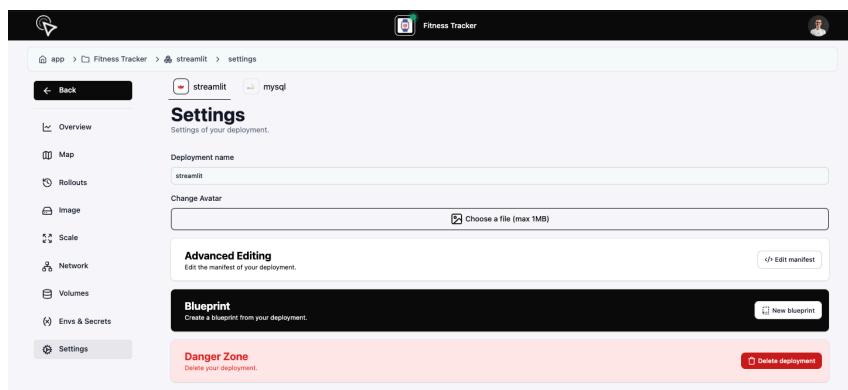 Fitness Tracker
app > Fitness Tracker > streamlit > settings
Back
streamlit
mysql
Overview
Map
Rollouts
Image
Scale
Network
Volumes
Envs & Secrets
Settings
Settings
Settings of your deployment.
Deployment name
streamlit
Change Avatar
Choose a file (max 1MB)
Advanced Editing
Edit the manifest of your deployment.
</> Edit manifest
Blueprint
Create a blueprint from your deployment.
New blueprint
Danger Zone
Delete your deployment.
Delete deployment